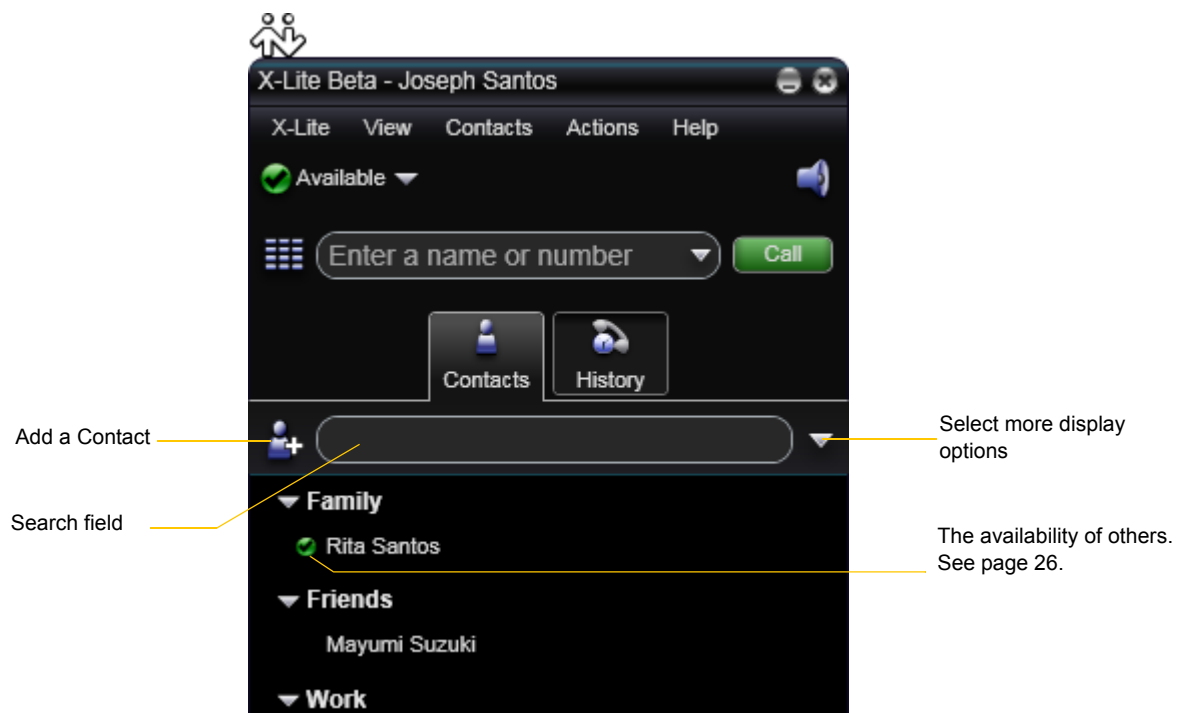 X-Lite Beta - Joseph Santos
X-Lite View Contacts Actions Help
Available
Enter a name or number Call
Contacts History
Add a Contact
Select more display
options
Search field
Family
Rita Santos
The availability of others.
See page 26.
Friends
Mayumi Suzuki
Work